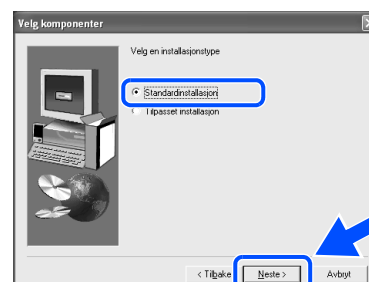 Velg komponenter
Velg en installasjonstype
Standardinstallasjon
Tilpasset installasjon
< Tilbake
Neste >
Avbryt